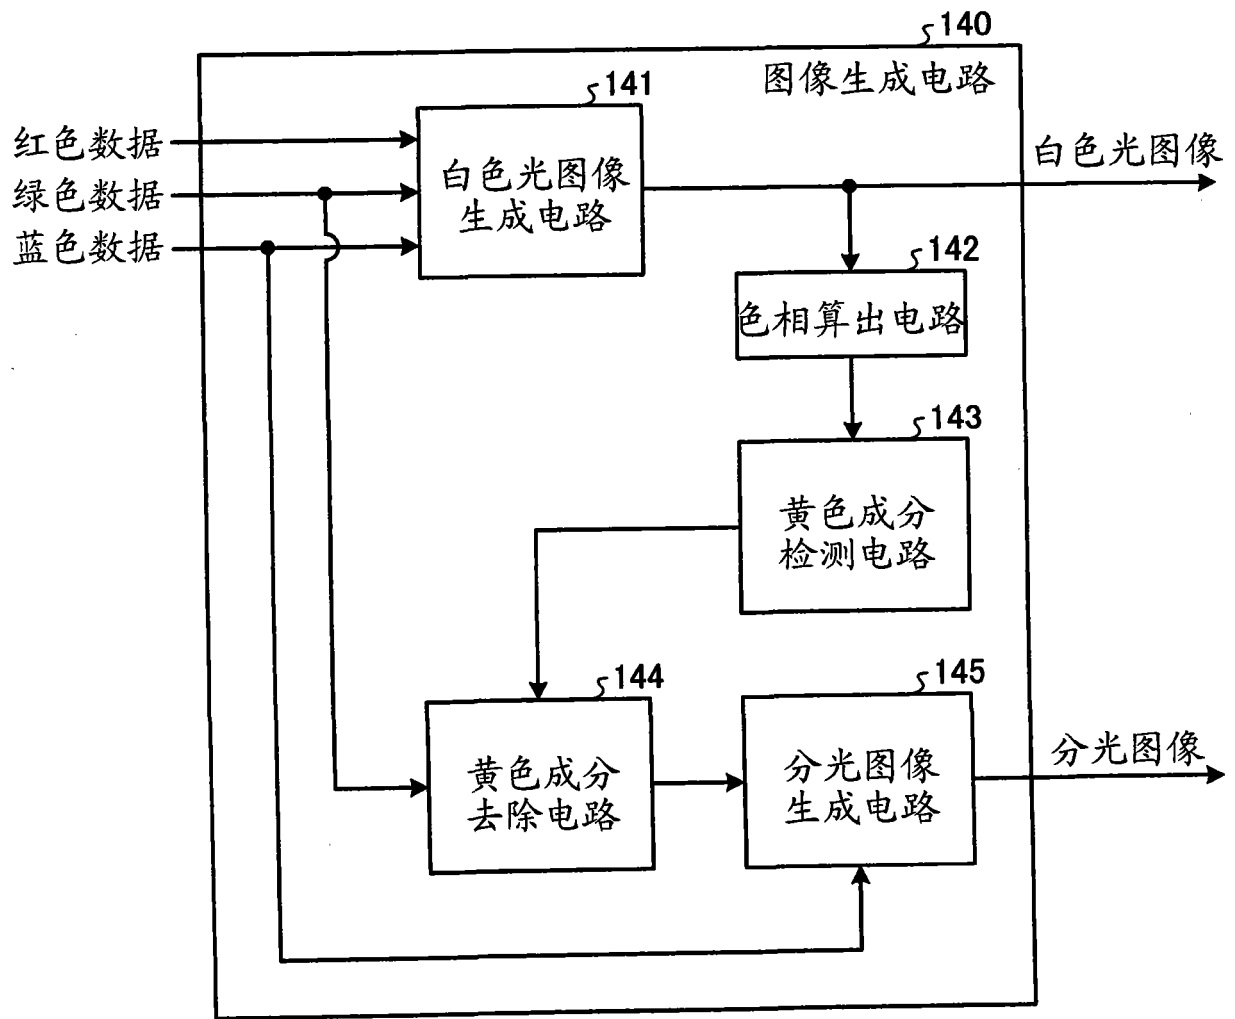 140
图像生成电路
141
红色数据
绿色数据
蓝色数据
白色光图像
生成电路
白色光图像
142
色相算出电路
143
黄色成分
检测电路
144
黄色成分
去除电路
145
分光图像
生成电路
分光图像